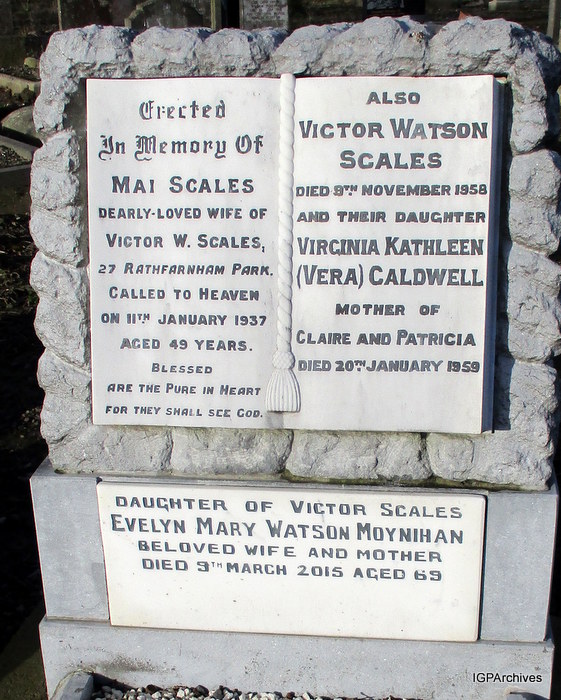 Erected
In Memory Of
MAI SCALES
DEARLY-LOVED WIFE OF
VICTOR W. SCALES,
27 RATHFARNHAM PARK.
CALLED TO HEAVEN
ON 11TH JANUARY 1937
AGED 49 YEARS.
BLESSED
ARE THE PURE IN HEART
FOR THEY SHALL SEE GOD.
ALSO
VICTOR WATSON
SCALES
DIED 9TH NOVEMBER 1958
AND THEIR DAUGHTER
VIRGINIA KATHLEEN
(VERA) CALDWELL
MOTHER OF
CLAIRE AND PATRICIA
DIED 20TH JANUARY 1959
DAUGHTER OF VICTOR SCALES
EVELYN MARY WATSON MOYNIHAN
BELOVED WIFE AND MOTHER
DIED 9TH MARCH 2015 AGED 69
IGPArchives